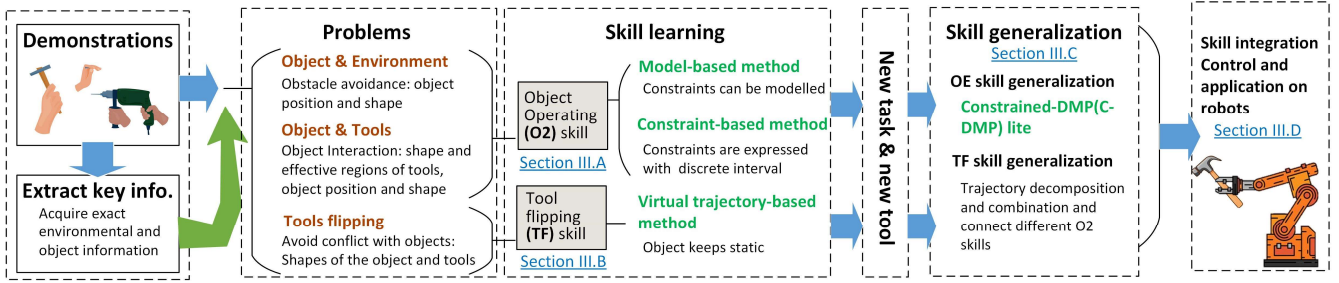 Demonstrations
Extract key info.
Acquire exact
environmental and
object information
Problems
Object & Environment
Obstacle avoidance: object
position and shape
Object & Tools
Object Interaction: shape and
effective regions of tools,
object position and shape
Tools flipping
Avoid conflict with objects:
Shapes of the object and tools
Skill learning
Object
Operating
(O2) skill
Section III.A
Tool
flipping
(TF) skill
Section III.B
Model-based method
Constraints can be modelled
Constraint-based method
Constraints are expressed
with discrete interval
Virtual trajectory-based
method
Object keeps static
New task & new tool
Skill generalization
Section III.C
OE skill generalization
Constrained-DMP(C-
DMP) lite
TF skill generalization
Trajectory decomposition
and combination and
connect different O2
skills
Skill integration
Control and
application on
robots
Section III.D